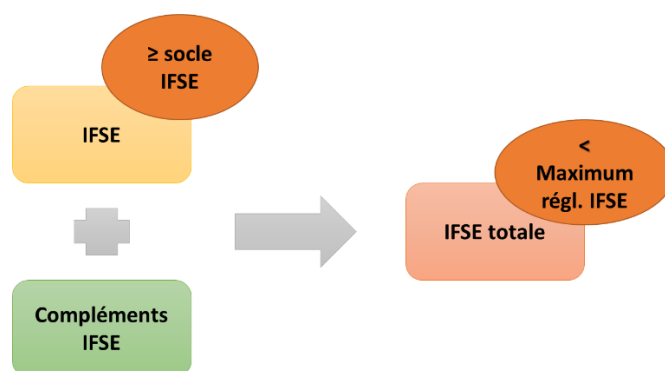 ≥ socle
IFSE
IFSE
Compléments
IFSE
<
Maximum
régl. IFSE
IFSE totale